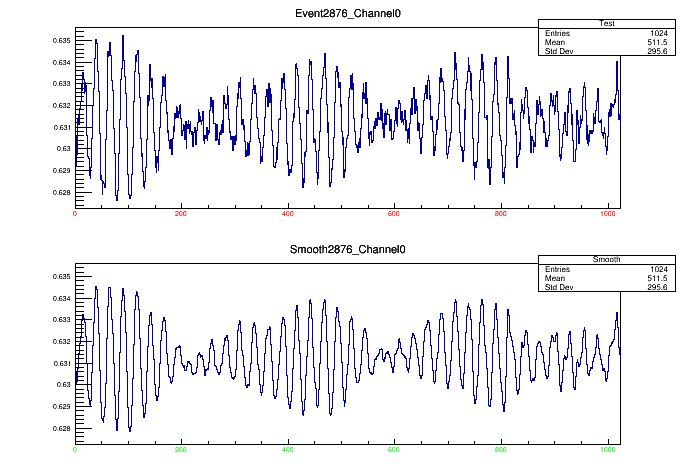 Event2876_Channel0
Test
Entries 1024
Mean 511.5
Std Dev 295.6
0.635
0.634
0.633
0.632
0.631
0.63
0.629
0.628
0 200 400 600 800 1000
Smooth2876_Channel0
Smooth
Entries 1024
Mean 511.5
Std Dev 295.6
0.635
0.634
0.633
0.632
0.631
0.63
0.629
0.628
0 200 400 600 800 1000